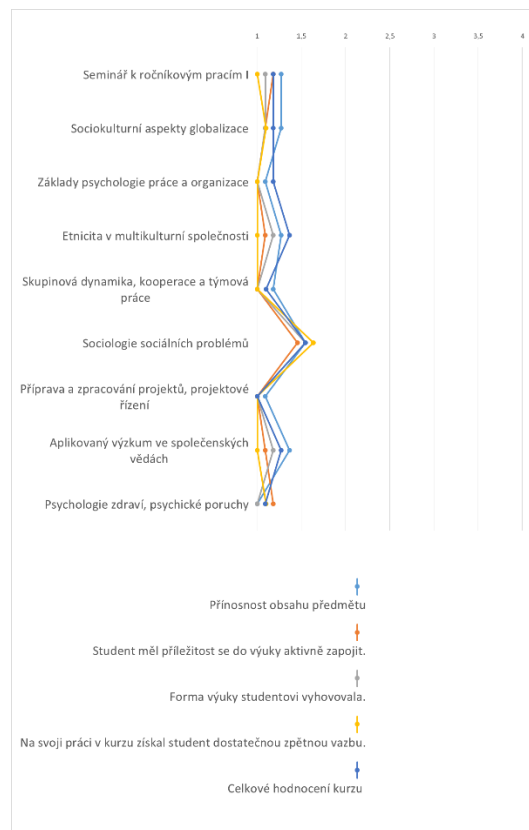 1 1,5 2 2,5 3 3,5 4
Seminář k ročníkovým pracím I
Sociokulturní aspekty globalizace
Základy psychologie práce a organizace
Etnicita v multikulturní společnosti
Skupinová dynamika, kooperace a týmová
práce
Sociologie sociálních problémů
Příprava a zpracování projektů, projektové
řízení
Aplikovaný výzkum ve společenských
vědách
Psychologie zdraví, psychické poruchy
Přínosnost obsahu předmětu
Student měl příležitost se do výuky aktivně zapojit.
Forma výuky studentovi vyhovovala.
Na svoji práci v kurzu získal student dostatečnou zpětnou vazbu.
Celkové hodnocení kurzu